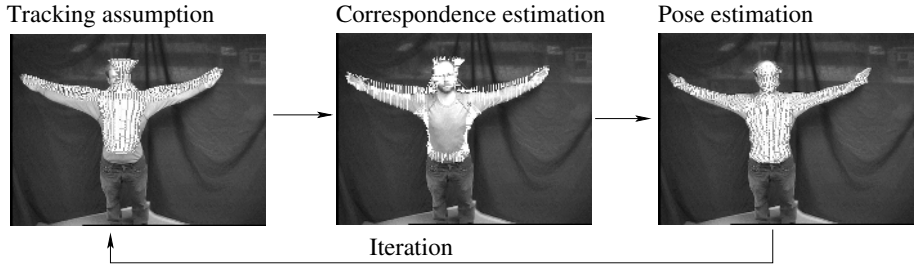 Tracking assumption
Correspondence estimation
Pose estimation
Iteration